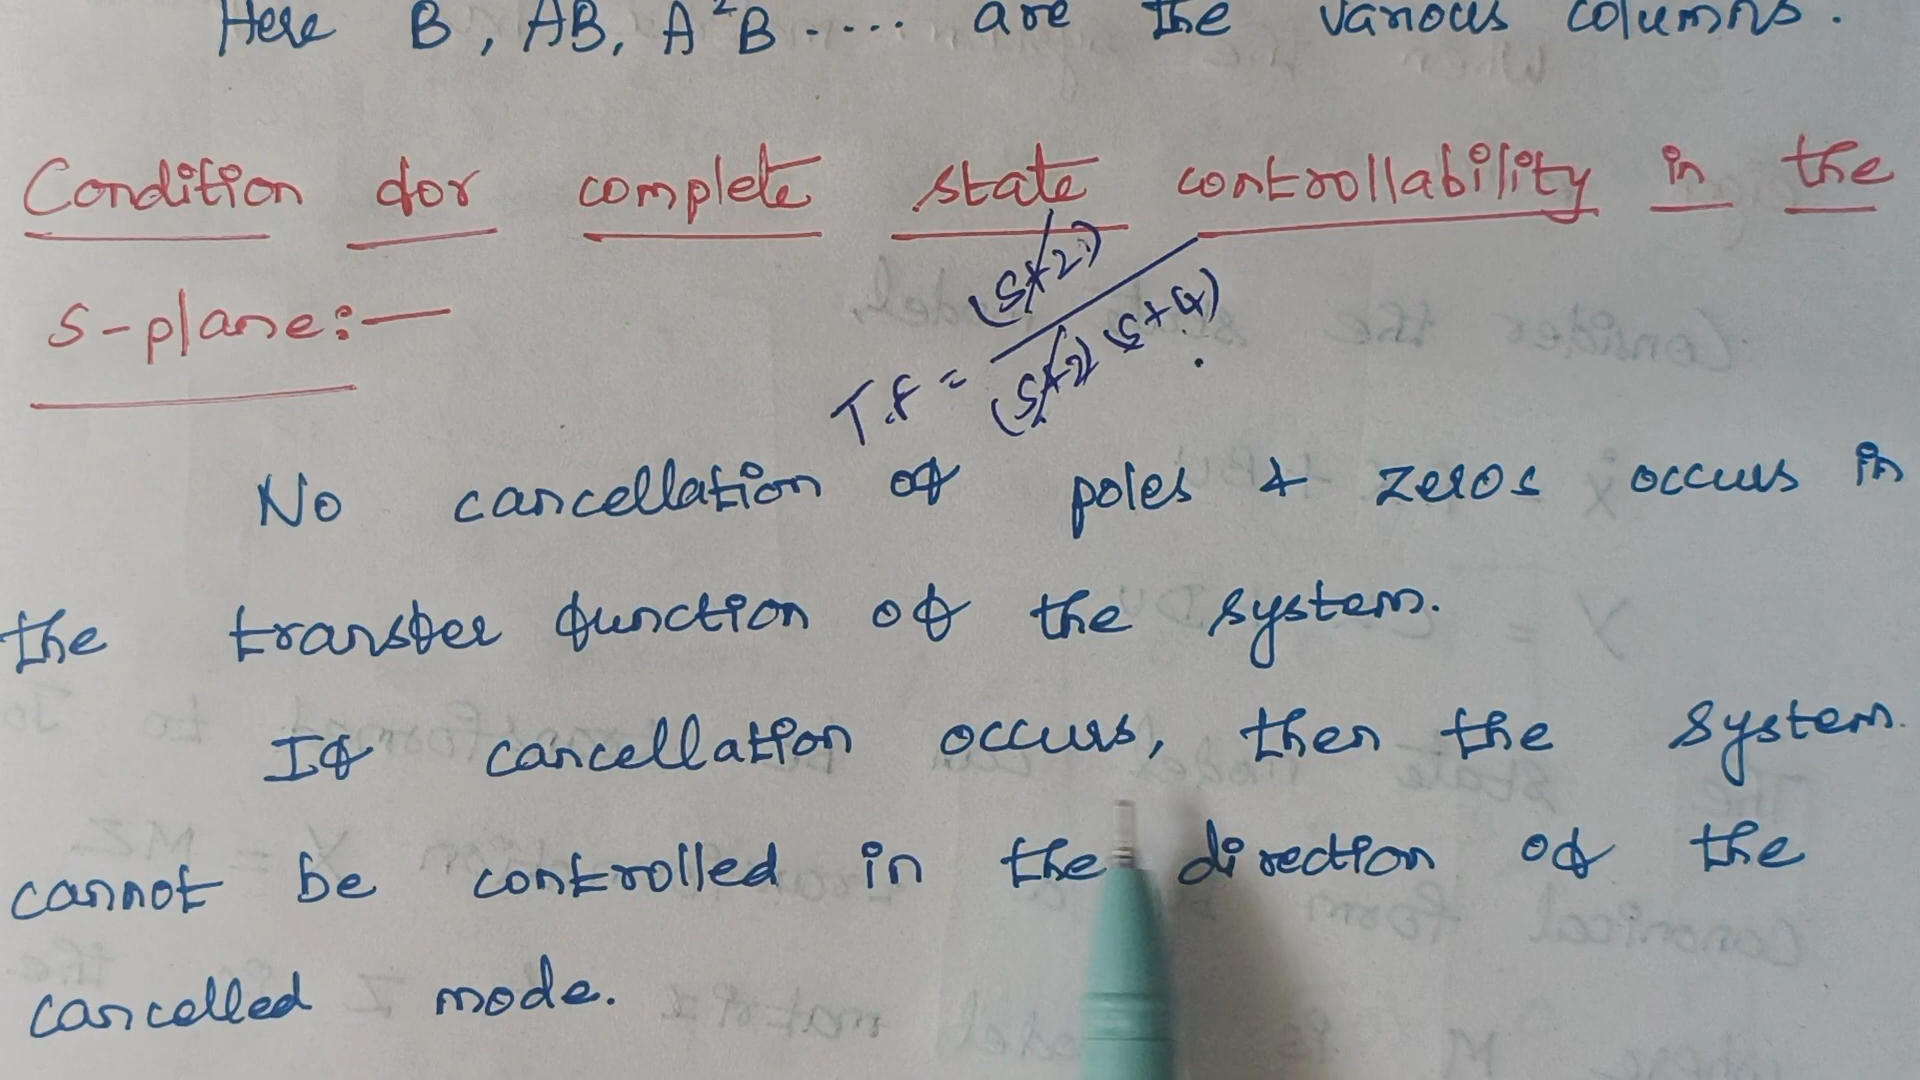 Here B, AB, A²B .... are the various columns.
Condition for complete state controllability in the
s-plane:—
T.F = (s+2) / (s+2) (s+4)
No cancellation of poles & zeros occurs in
the transfer function of the system.
If cancellation occurs, then the system
cannot be controlled in the direction of the
cancelled mode.